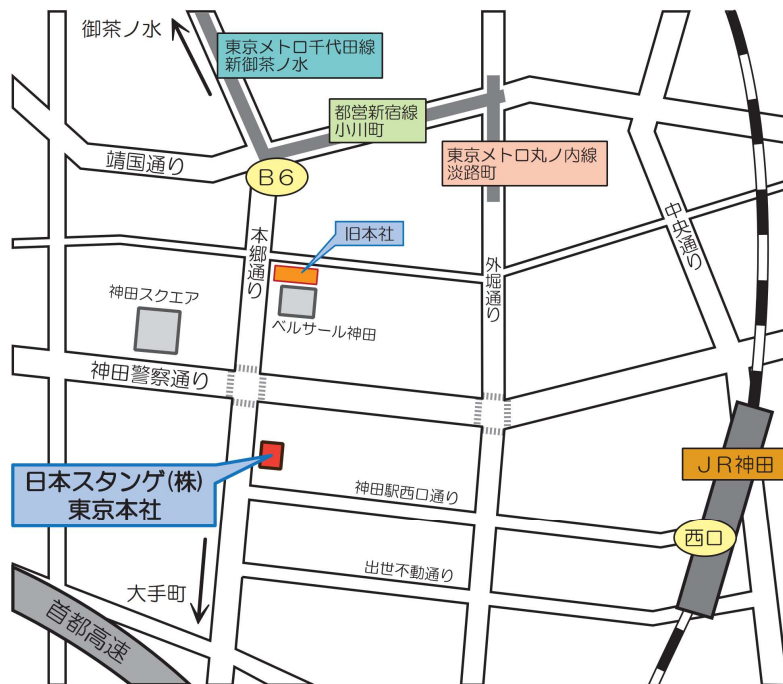 御茶ノ水
東京メトロ千代田線
新御茶ノ水
都営新宿線
小川町
東京メトロ丸ノ内線
淡路町
靖国通り
B6
本郷通り
旧本社
外堀通り
中央通り
神田スクエア
ベルサール神田
神田警察通り
日本スタンゲ(株)
東京本社
神田駅西口通り
JR神田
西口
出世不動通り
大手町
首都高速